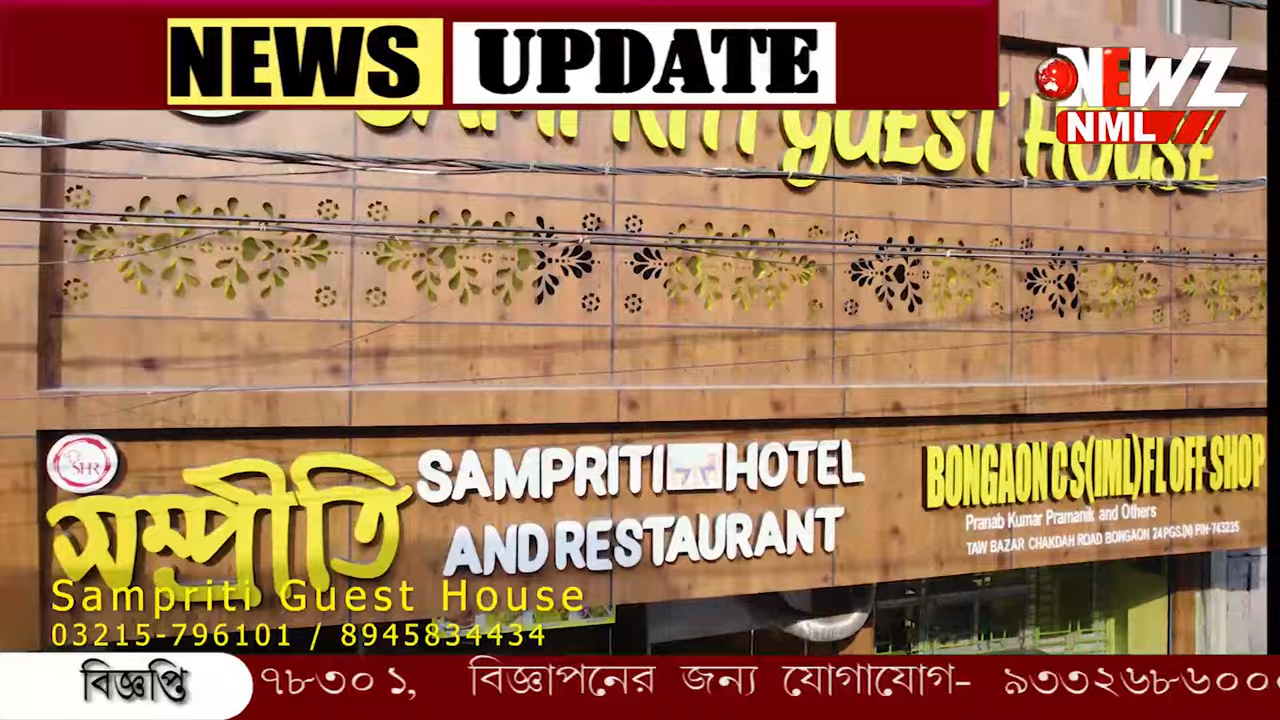 NEWS UPDATE
NEWZ
NML
SAMPRITI GUEST HOUSE
SHR
সম্প্রীতি
SAMPRITI HOTEL
AND RESTAURANT
BONGAON C S(IML) F L OFF SHOP
Pranab Kumar Pramanik and Others
TAW BAZAR CHAKDAH ROAD BONGAON 24 PGS.(N) PIN-743235
Sampriti Guest House
03215-796101 / 8945834434
বিজ্ঞপ্তি
৭৮৩০১, বিজ্ঞাপনের জন্য যোগাযোগ- ৯৩৩২৬৮৬০০